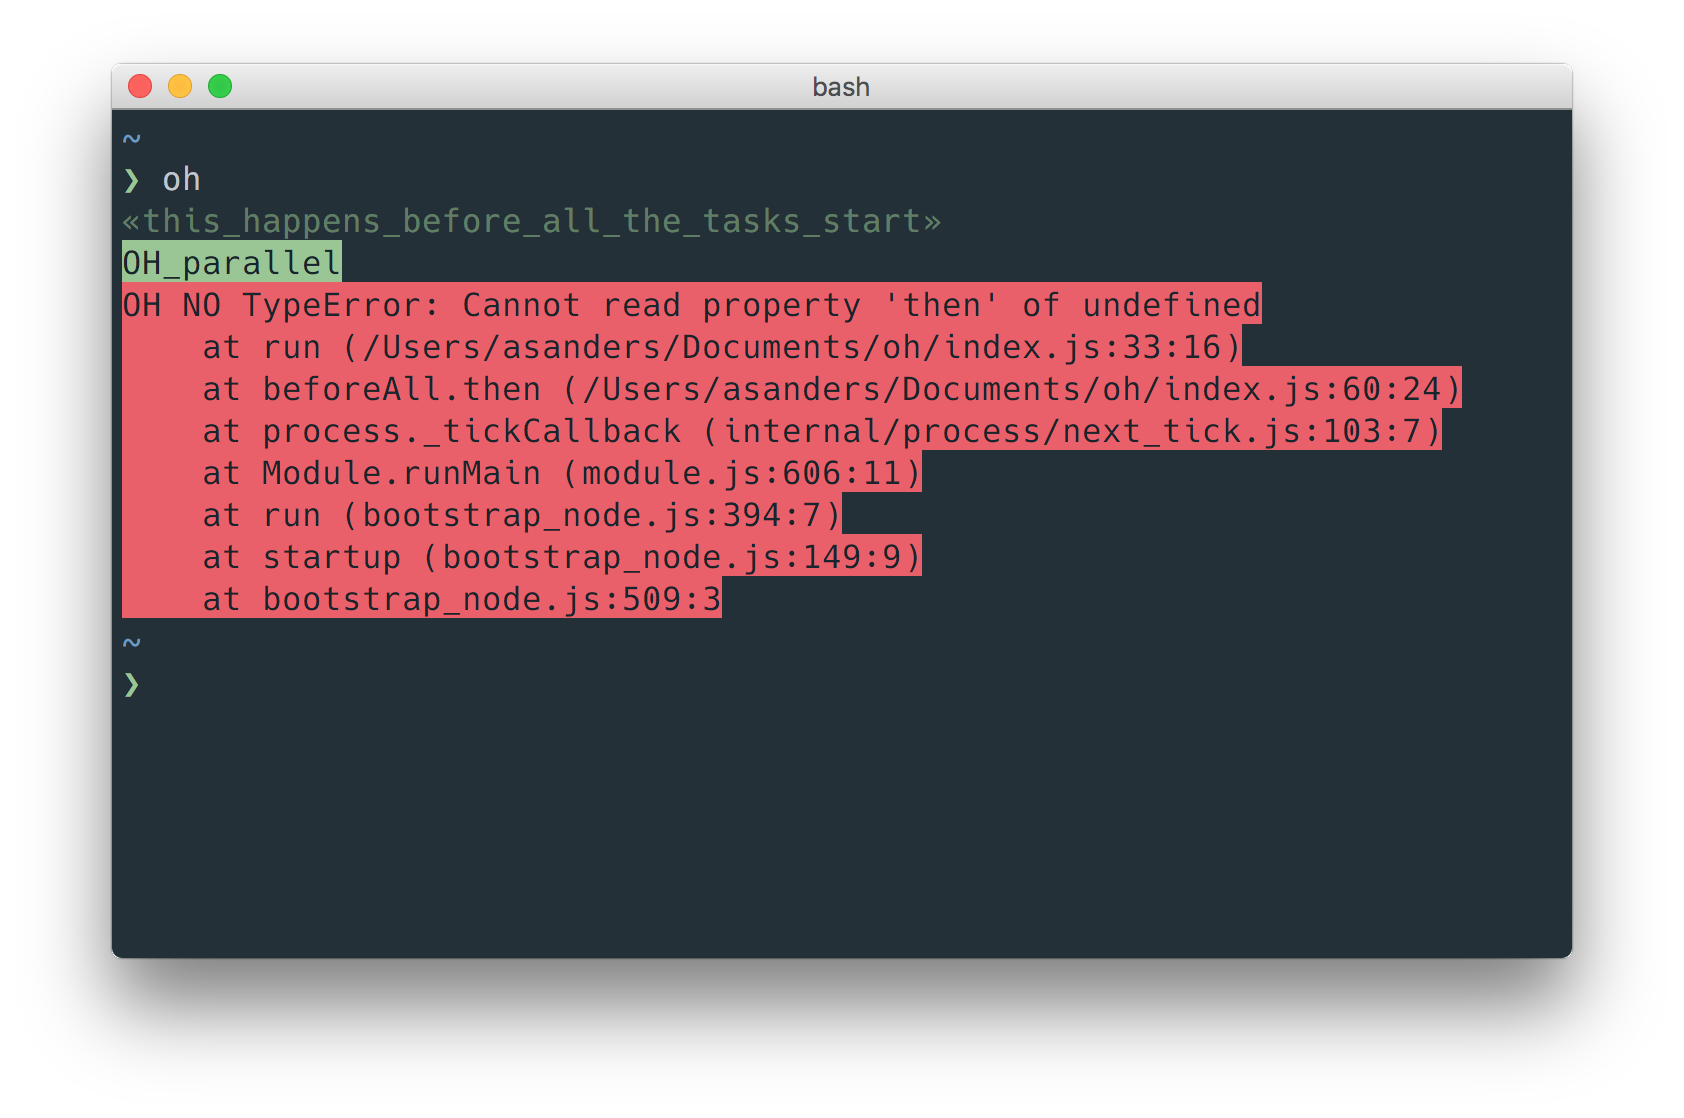 bash
~
❯ oh
«this_happens_before_all_the_tasks_start»
OH_parallel
OH NO TypeError: Cannot read property 'then' of undefined
    at run (/Users/asanders/Documents/oh/index.js:33:16)
    at beforeAll.then (/Users/asanders/Documents/oh/index.js:60:24)
    at process._tickCallback (internal/process/next_tick.js:103:7)
    at Module.runMain (module.js:606:11)
    at run (bootstrap_node.js:394:7)
    at startup (bootstrap_node.js:149:9)
    at bootstrap_node.js:509:3
~
❯